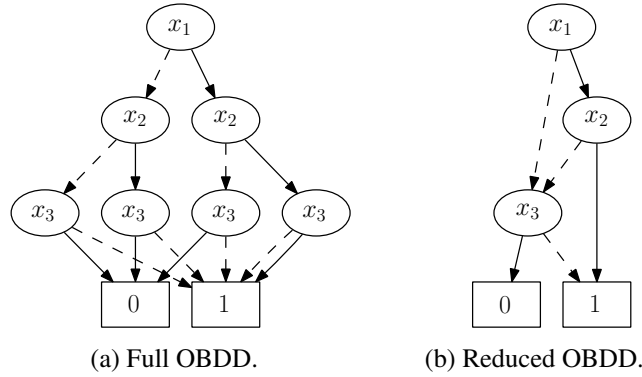 x₁ x₁
x₂ x₂ x₂
x₃ x₃ x₃ x₃ x₃
0 1 0 1
(a) Full OBDD. (b) Reduced OBDD.